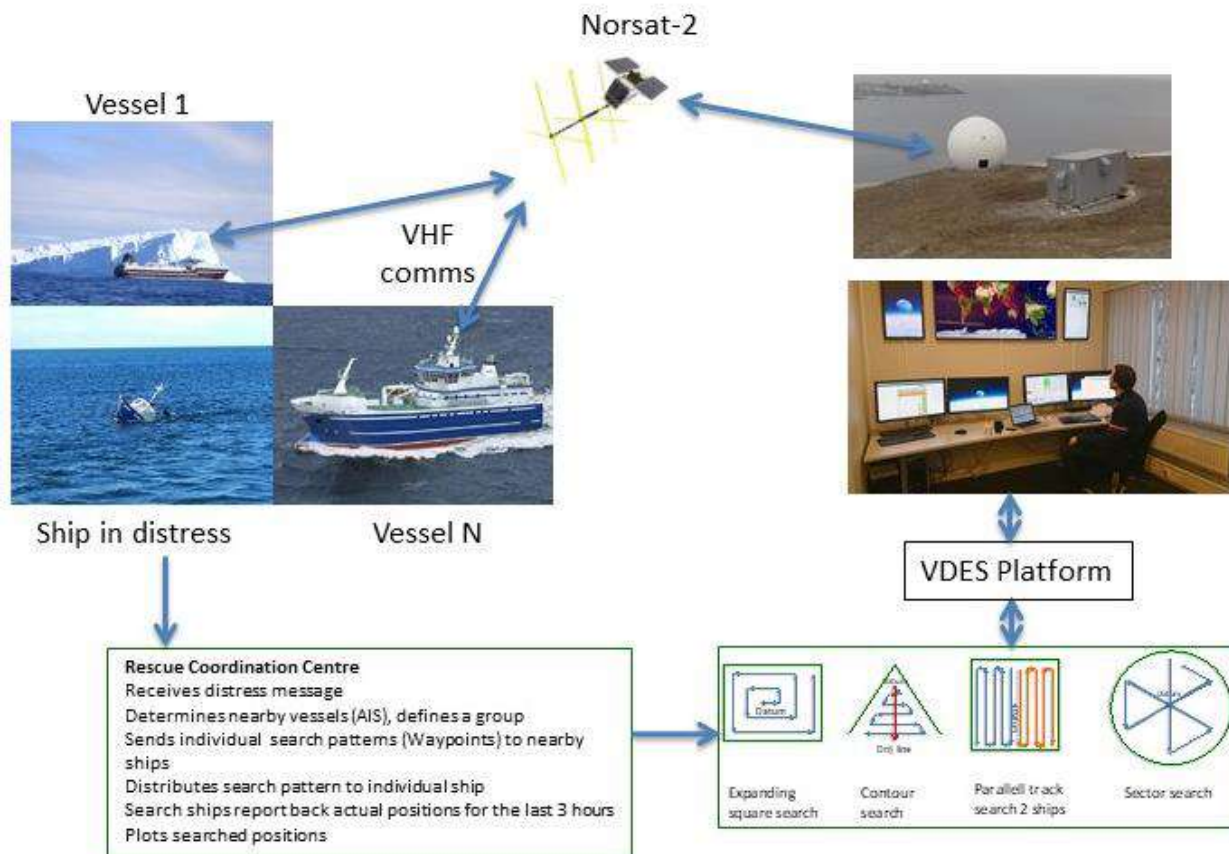 Norsat-2
Vessel 1
VHF
comms
Ship in distress
Vessel N
VDES Platform
Rescue Coordination Centre
Receives distress message
Determines nearby vessels (AIS), defines a group
Sends individual search patterns (Waypoints) to nearby
ships
Distributes search pattern to individual ship
Search ships report back actual positions for the last 3 hours
Plots searched positions
Datum
Datum
Datum
Expanding
square search
Contour
search
Parallell track
search 2 ships
Sector search